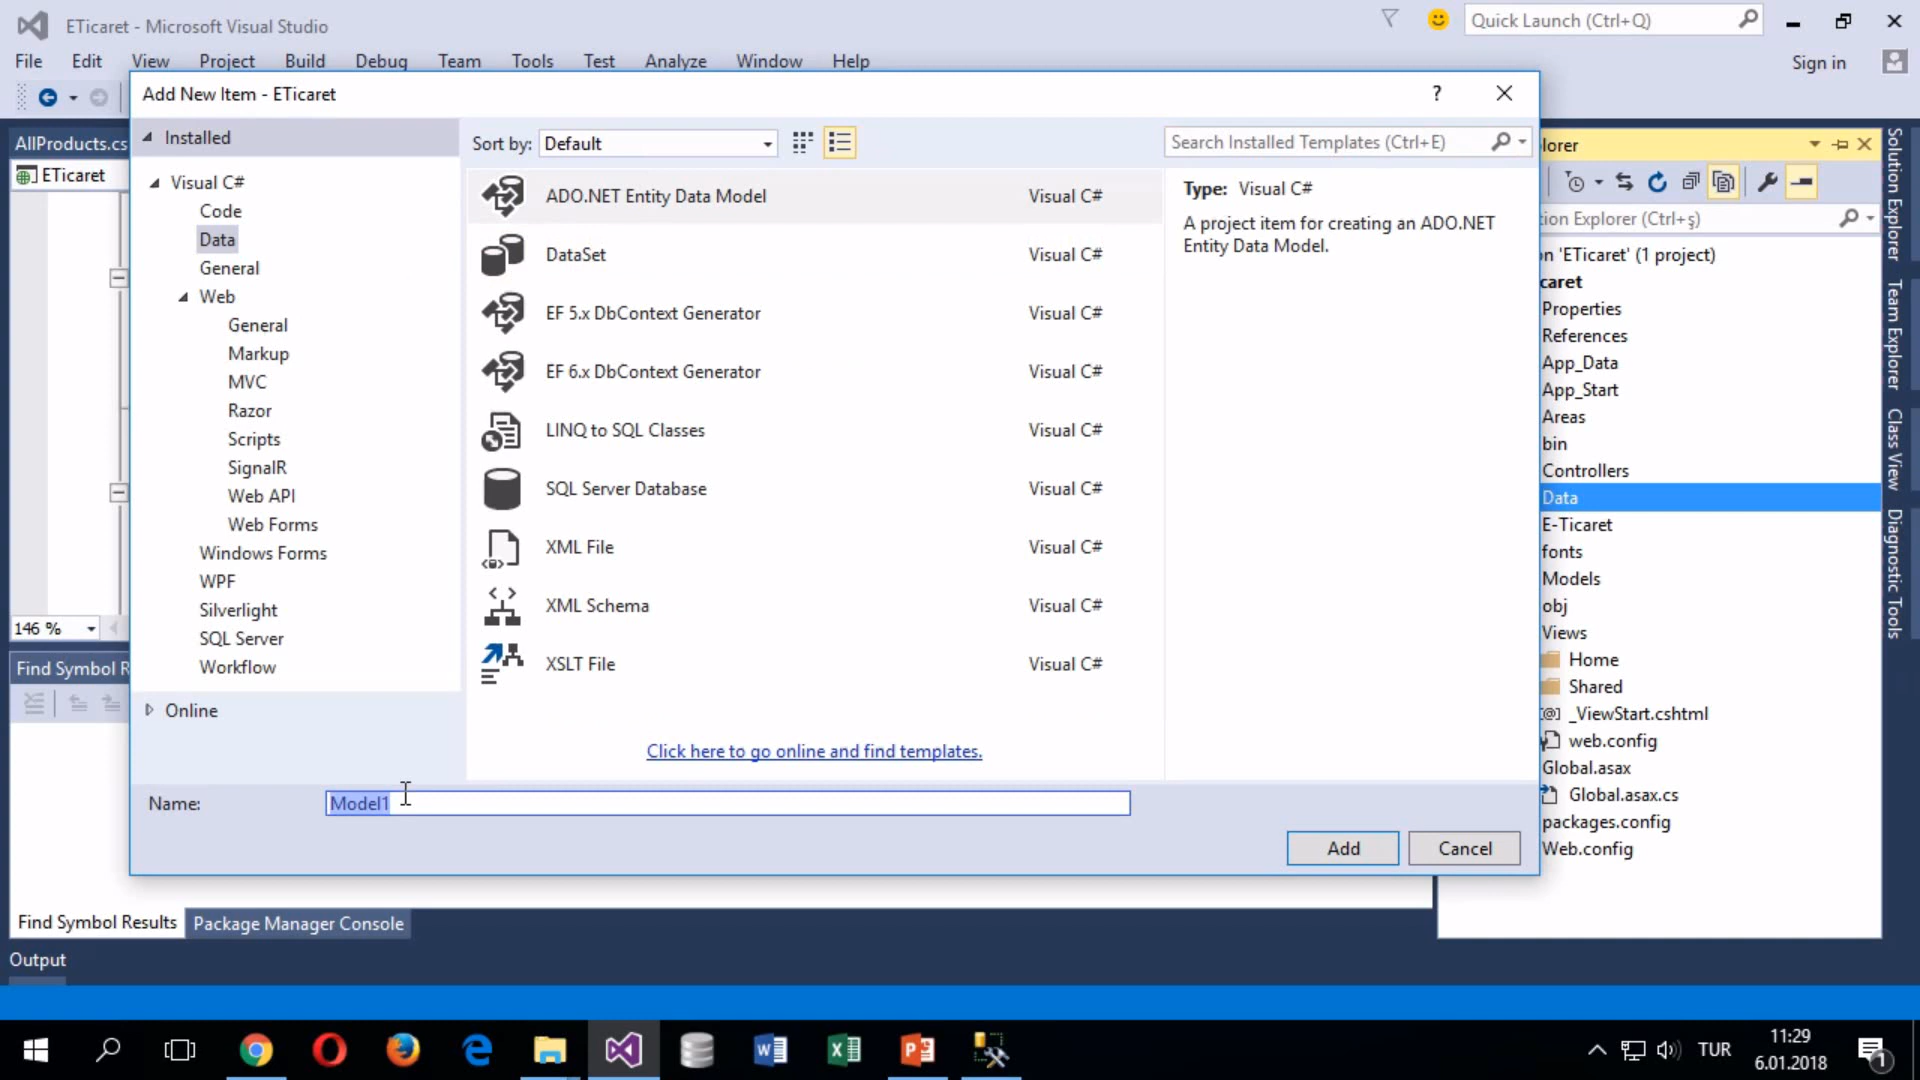 ETicaret - Microsoft Visual Studio
Quick Launch (Ctrl+Q)
File Edit View Project Build Debug Team Tools Test Analyze Window Help
Sign in
Add New Item - ETicaret
?
AllProducts.cs
ETicaret
Installed
Visual C#
Code
Data
General
Web
General
Markup
MVC
Razor
Scripts
SignalR
Web API
Web Forms
Windows Forms
WPF
Silverlight
SQL Server
Workflow
Online
Sort by: Default
Search Installed Templates (Ctrl+E)
ADO.NET Entity Data Model Visual C#
DataSet Visual C#
EF 5.x DbContext Generator Visual C#
EF 6.x DbContext Generator Visual C#
LINQ to SQL Classes Visual C#
SQL Server Database Visual C#
XML File Visual C#
XML Schema Visual C#
XSLT File Visual C#
Click here to go online and find templates.
Type: Visual C#
A project item for creating an ADO.NET
Entity Data Model.
Name: Model1
Add Cancel
lorer
ion Explorer (Ctrl+ş)
n 'ETicaret' (1 project)
caret
Properties
References
App_Data
App_Start
Areas
bin
Controllers
Data
E-Ticaret
fonts
Models
obj
Views
Home
Shared
_ViewStart.cshtml
web.config
Global.asax
Global.asax.cs
packages.config
Web.config
Solution Explorer
Team Explorer
Class View
Diagnostic Tools
146 %
Find Symbol R
Find Symbol Results Package Manager Console
Output
TUR
11:29
6.01.2018
1